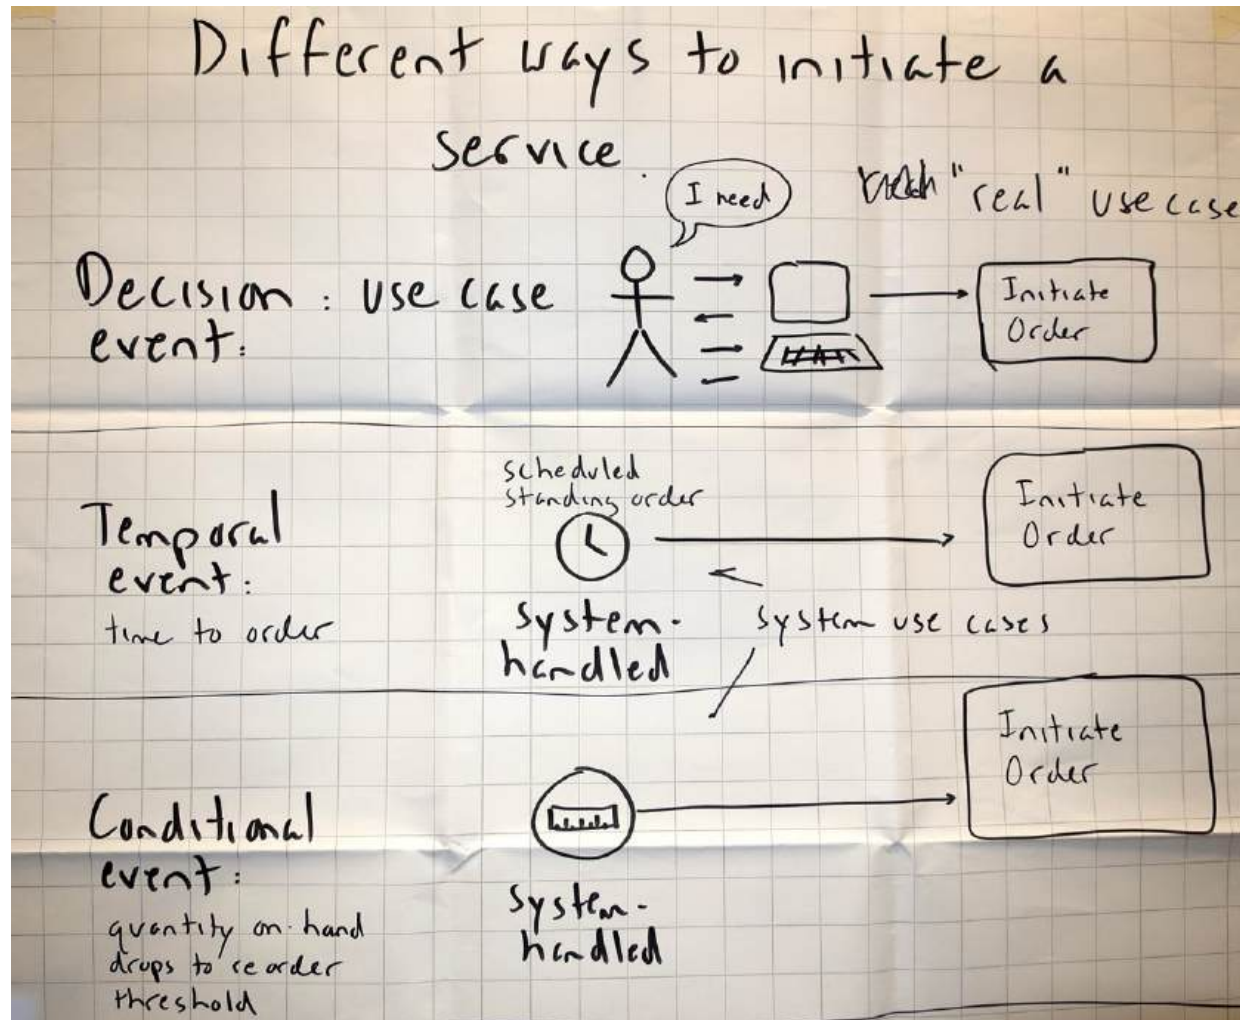 Different ways to initiate a
service
I need
"real" use case
Decision : use case
event:
Initiate
Order
scheduled
standing order
Temporal
event:
time to order
Initiate
Order
system-
handled
system use cases
Initiate
Order
Conditional
event:
quantity on-hand
drops to reorder
threshold
system-
handled